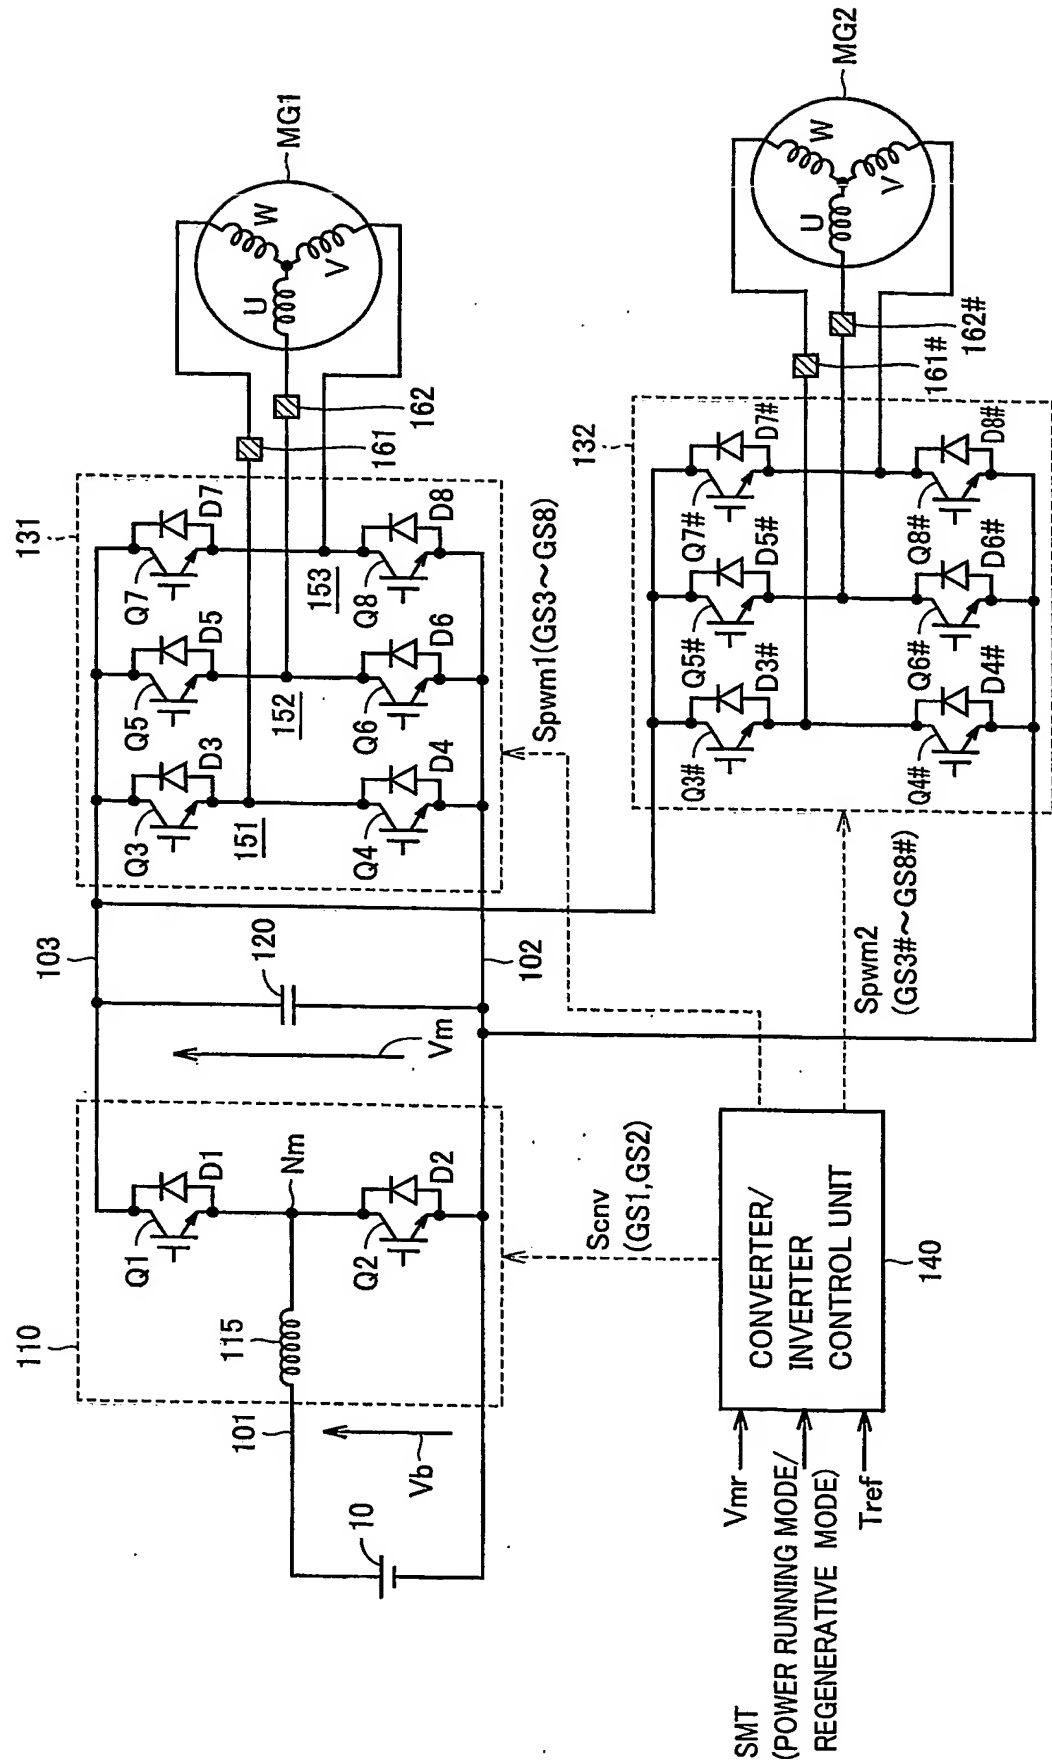 110
101
115
Vb
10
Q1
D1
Nm
Q2
D2
103
120
Vm
102
131
Q3
D3
Q5
D5
Q7
D7
151
152
153
Q4
D4
Q6
D6
Q8
D8
161
162
U
V
W
MG1
Scnv
(GS1,GS2)
Spwm1(GS3~GS8)
Spwm2
(GS3#~GS8#)
132
Q3#
D3#
Q5#
D5#
Q7#
D7#
Q4#
D4#
Q6#
D6#
Q8#
D8#
161#
162#
U
V
W
MG2
Vmr
SMT
(POWER RUNNING MODE/
REGENERATIVE MODE)
Tref
CONVERTER/
INVERTER
CONTROL UNIT
140